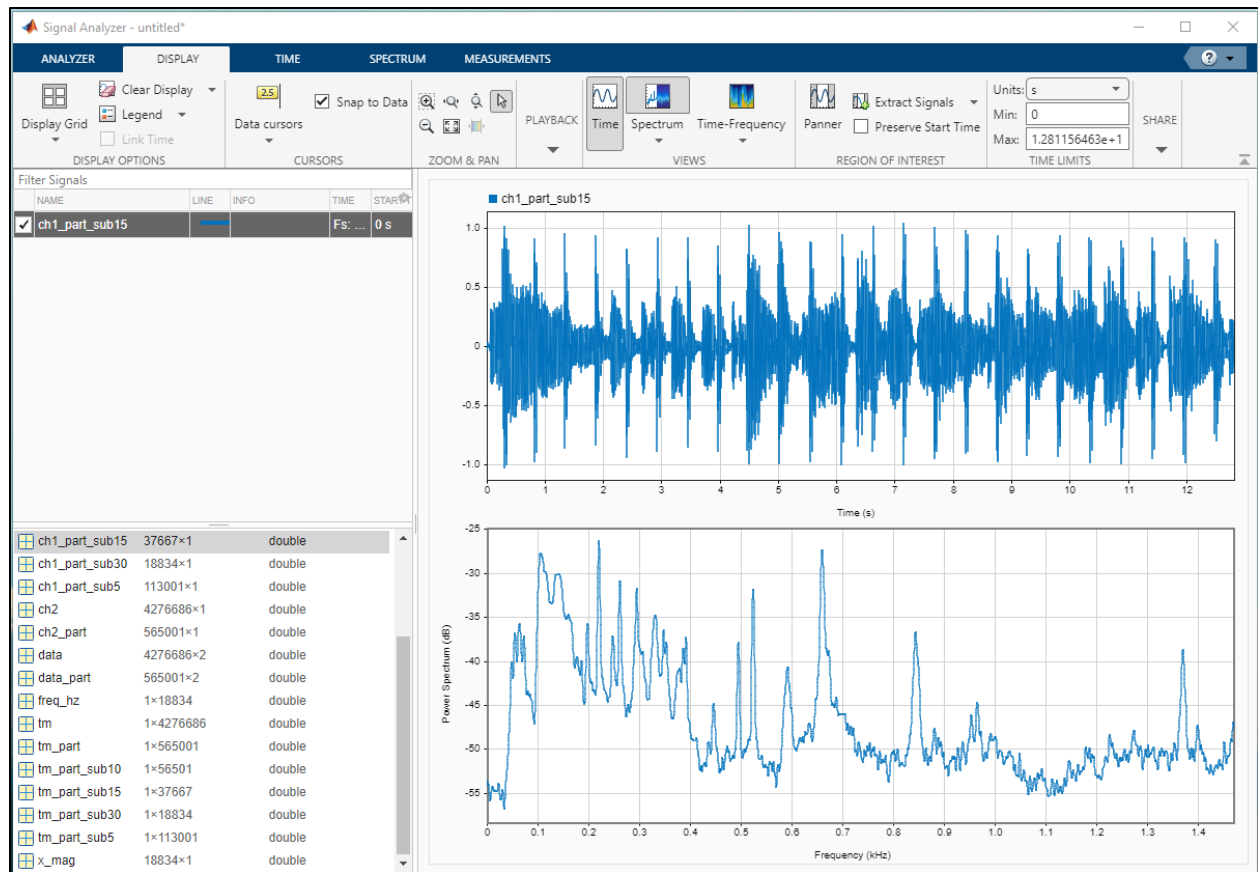 Signal Analyzer - untitled*
ANALYZER DISPLAY TIME SPECTRUM MEASUREMENTS ?
Display Grid
Clear Display
Legend
Link Time
DISPLAY OPTIONS
2.5
Data cursors
Snap to Data
CURSORS
ZOOM & PAN
PLAYBACK
Time Spectrum Time-Frequency
VIEWS
Panner
Extract Signals
Preserve Start Time
REGION OF INTEREST
Units: s
Min: 0
Max: 1.281156463e+1
TIME LIMITS
SHARE
Filter Signals
NAME LINE INFO TIME START
ch1_part_sub15 Fs: ... 0 s
ch1_part_sub15 37667×1 double
ch1_part_sub30 18834×1 double
ch1_part_sub5 113001×1 double
ch2 4276686×1 double
ch2_part 565001×1 double
data 4276686×2 double
data_part 565001×2 double
freq_hz 1×18834 double
tm 1×4276686 double
tm_part 1×565001 double
tm_part_sub10 1×56501 double
tm_part_sub15 1×37667 double
tm_part_sub30 1×18834 double
tm_part_sub5 1×113001 double
x_mag 18834×1 double
ch1_part_sub15
1.0
0.5
0
-0.5
-1.0
0 1 2 3 4 5 6 7 8 9 10 11 12
Time (s)
Power Spectrum (dB)
-25
-30
-35
-40
-45
-50
-55
0 0.1 0.2 0.3 0.4 0.5 0.6 0.7 0.8 0.9 1.0 1.1 1.2 1.3 1.4
Frequency (kHz)